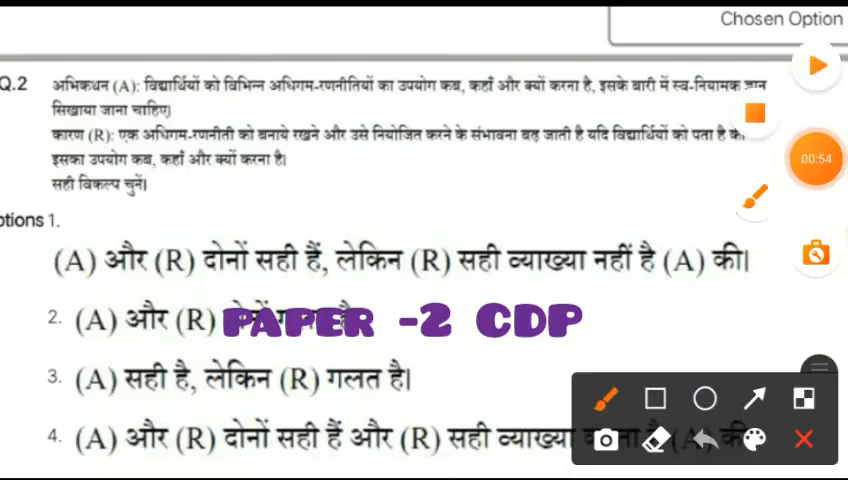 Chosen Option
Q.2 अभिकथन (A): विद्यार्थियों को विभिन्न अधिगम-रणनीतियों का उपयोग कब, कहाँ और क्यों करना है, इसके बारी में स्व-नियामक ज्ञान
सिखाया जाना चाहिए।
कारण (R): एक अधिगम-रणनीती को बनाये रखने और उसे नियोजित करने के संभावना बढ़ जाती है यदि विद्यार्थियों को पता है कि
इसका उपयोग कब, कहाँ और क्यों करना है।
सही विकल्प चुनें।
ptions 1.
(A) और (R) दोनों सही हैं, लेकिन (R) सही व्याख्या नहीं है (A) की।
2. (A) और (R)
PAPER -2 CDP
3. (A) सही है, लेकिन (R) गलत है।
4. (A) और (R) दोनों सही हैं और (R) सही व्याख्या (A) की
00:54